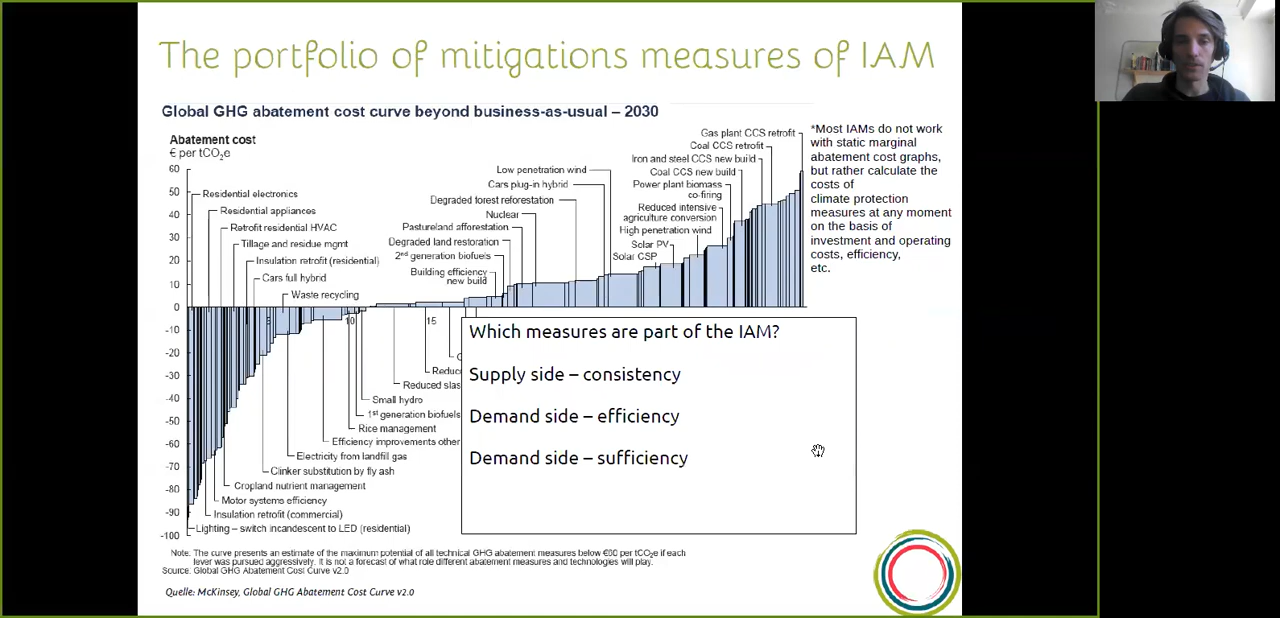 The portfolio of mitigations measures of IAM
Global GHG abatement cost curve beyond business-as-usual – 2030
Abatement cost
€ per tCO2e
60
50
40
30
20
10
0
-10
-20
-30
-40
-50
-60
-70
-80
-90
-100
Residential electronics
Residential appliances
Retrofit residential HVAC
Tillage and residue mgmt
Insulation retrofit (residential)
Cars full hybrid
Waste recycling
Low penetration wind
Cars plug-in hybrid
Degraded forest reforestation
Nuclear
Pastureland afforestation
Degraded land restoration
2nd generation biofuels
Building efficiency
new build
Gas plant CCS retrofit
Coal CCS retrofit
Iron and steel CCS new build
Coal CCS new build
Power plant biomass
co-firing
Reduced intensive
agriculture conversion
High penetration wind
Solar PV
Solar CSP
5
10
15
Reduced slas
Small hydro
1st generation biofuels
Rice management
Efficiency improvements other
Electricity from landfill gas
Clinker substitution by fly ash
Cropland nutrient management
Motor systems efficiency
Insulation retrofit (commercial)
Lighting – switch incandescent to LED (residential)
*Most IAMs do not work
with static marginal
abatement cost graphs,
but rather calculate the
costs of
climate protection
measures at any moment
on the basis of
investment and operating
costs, efficiency,
etc.
Which measures are part of the IAM?
Supply side – consistency
Demand side – efficiency
Demand side – sufficiency
Note: The curve presents an estimate of the maximum potential of all technical GHG abatement measures below €60 per tCO2e if each
lever was pursued aggressively. It is not a forecast of what role different abatement measures and technologies will play.
Source: Global GHG Abatement Cost Curve v2.0
Quelle: McKinsey, Global GHG Abatement Cost Curve v2.0